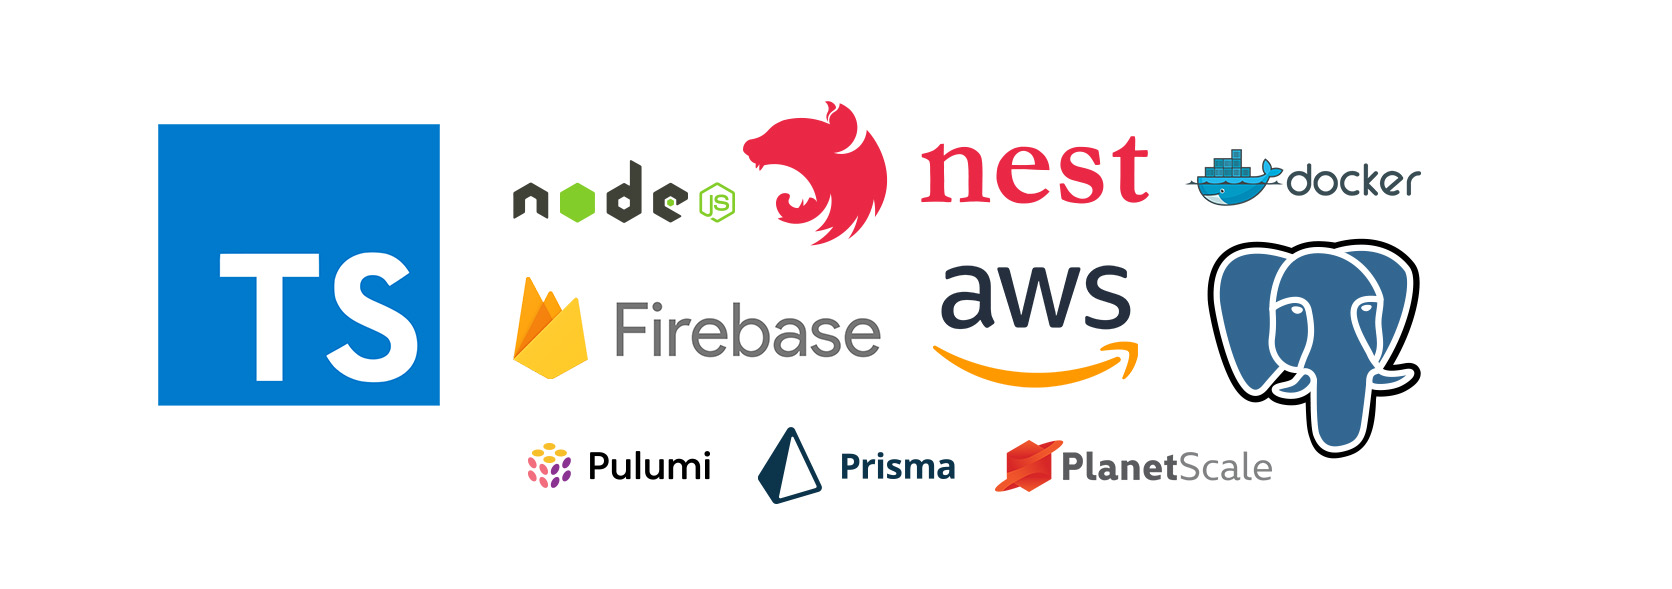 TS
node JS
nest
docker
Firebase
aws
Pulumi
Prisma
PlanetScale